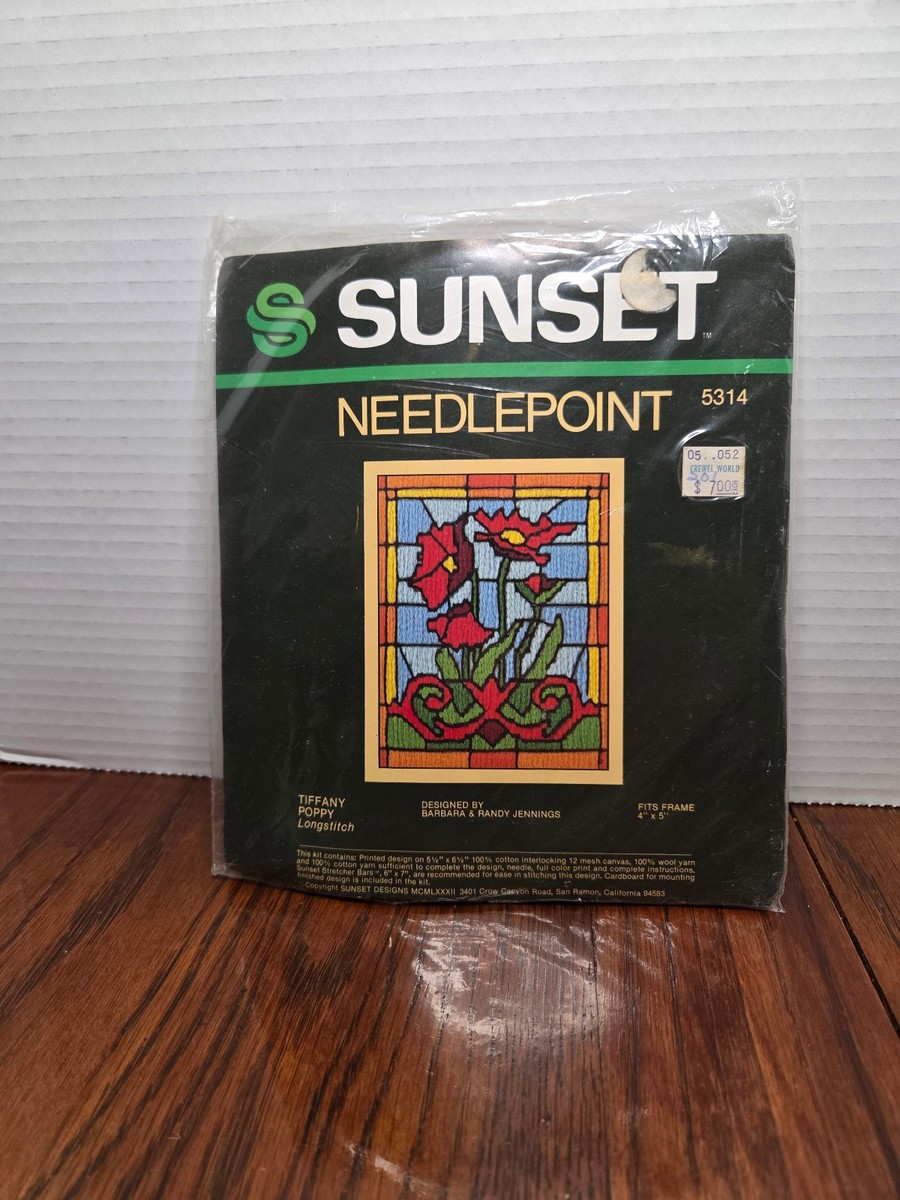 SUNSET™
NEEDLEPOINT
5314
05..052
CREWEL WORLD
$ 700
TIFFANY
POPPY
Longstitch
DESIGNED BY
BARBARA & RANDY JENNINGS
FITS FRAME
4" x 5"
This kit contains: Printed design on 5½" x 6½" 100% cotton interlocking 12 mesh canvas, 100% wool yarn
and 100% cotton yarn sufficient to complete the design, needle, full color print and complete instructions.
Sunset Stretcher Bars™, 6" x 7", are recommended for ease in stitching this design. Cardboard for mounting
finished design is included in the kit.
Copyright SUNSET DESIGNS MCMLXXXII 3401 Crow Canyon Road, San Ramon, California 94583